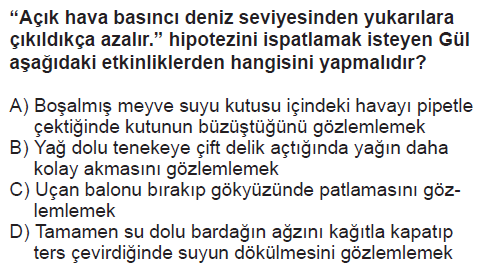 “Açık hava basıncı deniz seviyesinden yukarılara
çıkıldıkça azalır.” hipotezini ispatlamak isteyen Gül
aşağıdaki etkinliklerden hangisini yapmalıdır?
A) Boşalmış meyve suyu kutusu içindeki havayı pipetle
çektiğinde kutunun büzüştüğünü gözlemlemek
B) Yağ dolu tenekeye çift delik açtığında yağın daha
kolay akmasını gözlemlemek
C) Uçan balonu bırakıp gökyüzünde patlamasını göz-
lemlemek
D) Tamamen su dolu bardağın ağzını kağıtla kapatıp
ters çevirdiğinde suyun dökülmesini gözlemlemek